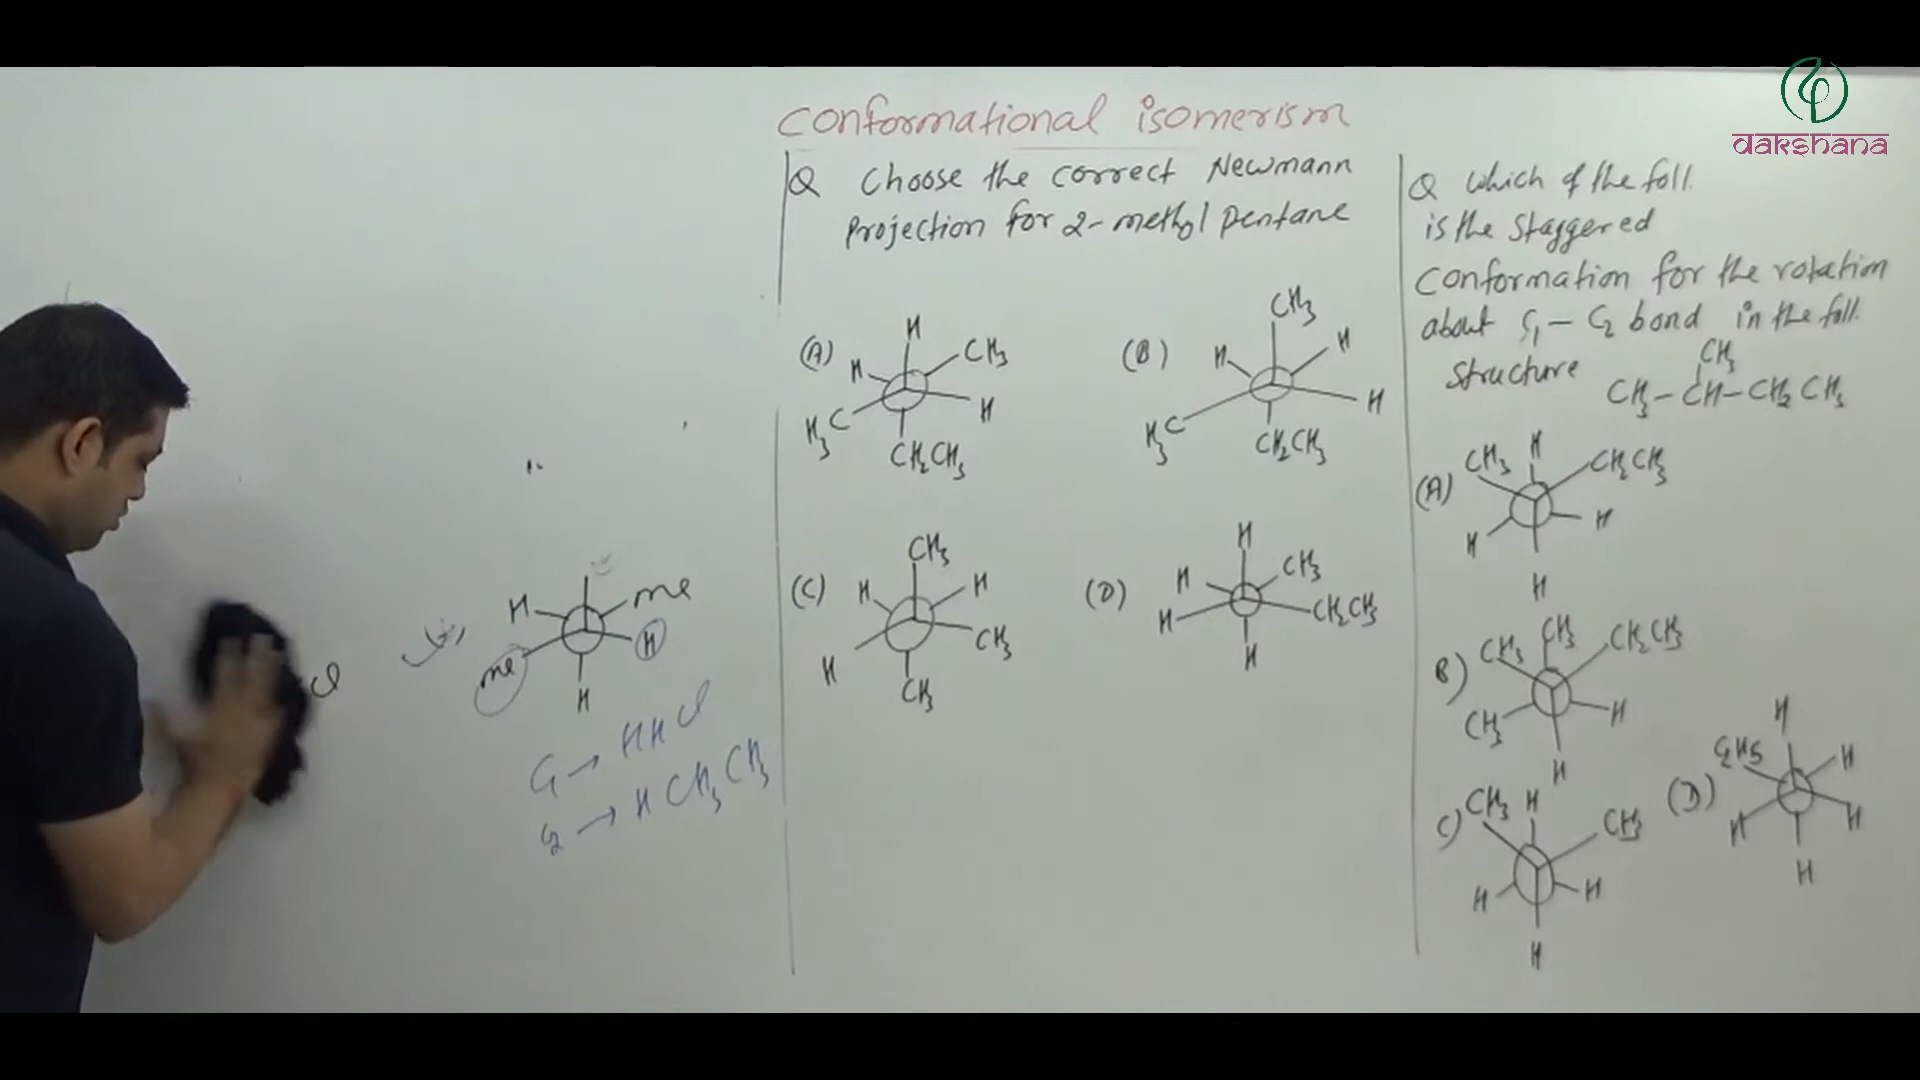 dakshana
conformational isomerism
Q Choose the correct Newmann
Projection for 2-methyl pentane
(A)
H
H
CH3
H3C
H
CH2CH3
(B)
CH3
H
H
H3C
H
CH2CH3
(C)
CH3
H
H
H
CH3
CH3
(D)
H
H
CH3
H
CH2CH3
H
Q Which of the foll.
is the Staggered
Conformation for the rotation
about C1-C2 bond in the foll.
Structure
CH3
CH3-CH-CH2CH3
(A)
CH3
H
CH2CH3
H
H
H
B)
CH3
CH3
CH2CH3
CH3
H
H
C)
CH3
H
CH3
H
H
H
(D)
H
C2H5
H
H
H
H
H
me
me
H
H
cl
C1→ HHCl
C2→ H CH3 CH3